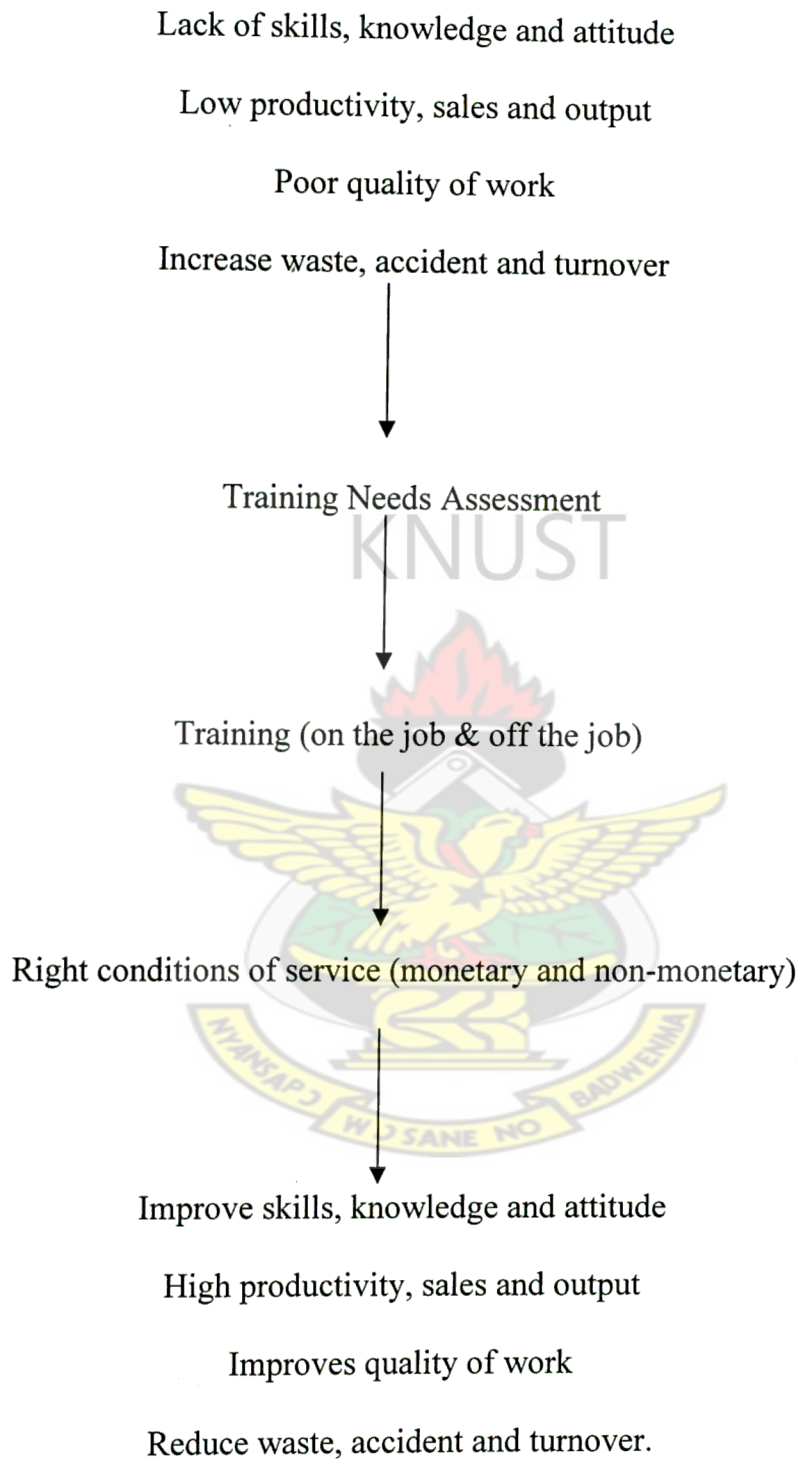 Lack of skills, knowledge and attitude
Low productivity, sales and output
Poor quality of work
Increase waste, accident and turnover
Training Needs Assessment
KNUST
Training (on the job & off the job)
Right conditions of service (monetary and non-monetary)
NYANSAPƆ WƆSANE NO BADWENMA
Improve skills, knowledge and attitude
High productivity, sales and output
Improves quality of work
Reduce waste, accident and turnover.